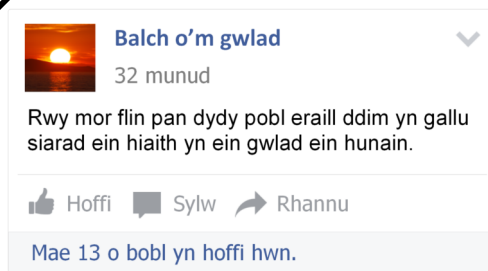 Balch o’m gwlad
32 munud
Rwy mor flin pan dydy pobl eraill ddim yn gallu
siarad ein hiaith yn ein gwlad ein hunain.
Hoffi Sylw Rhannu
Mae 13 o bobl yn hoffi hwn.